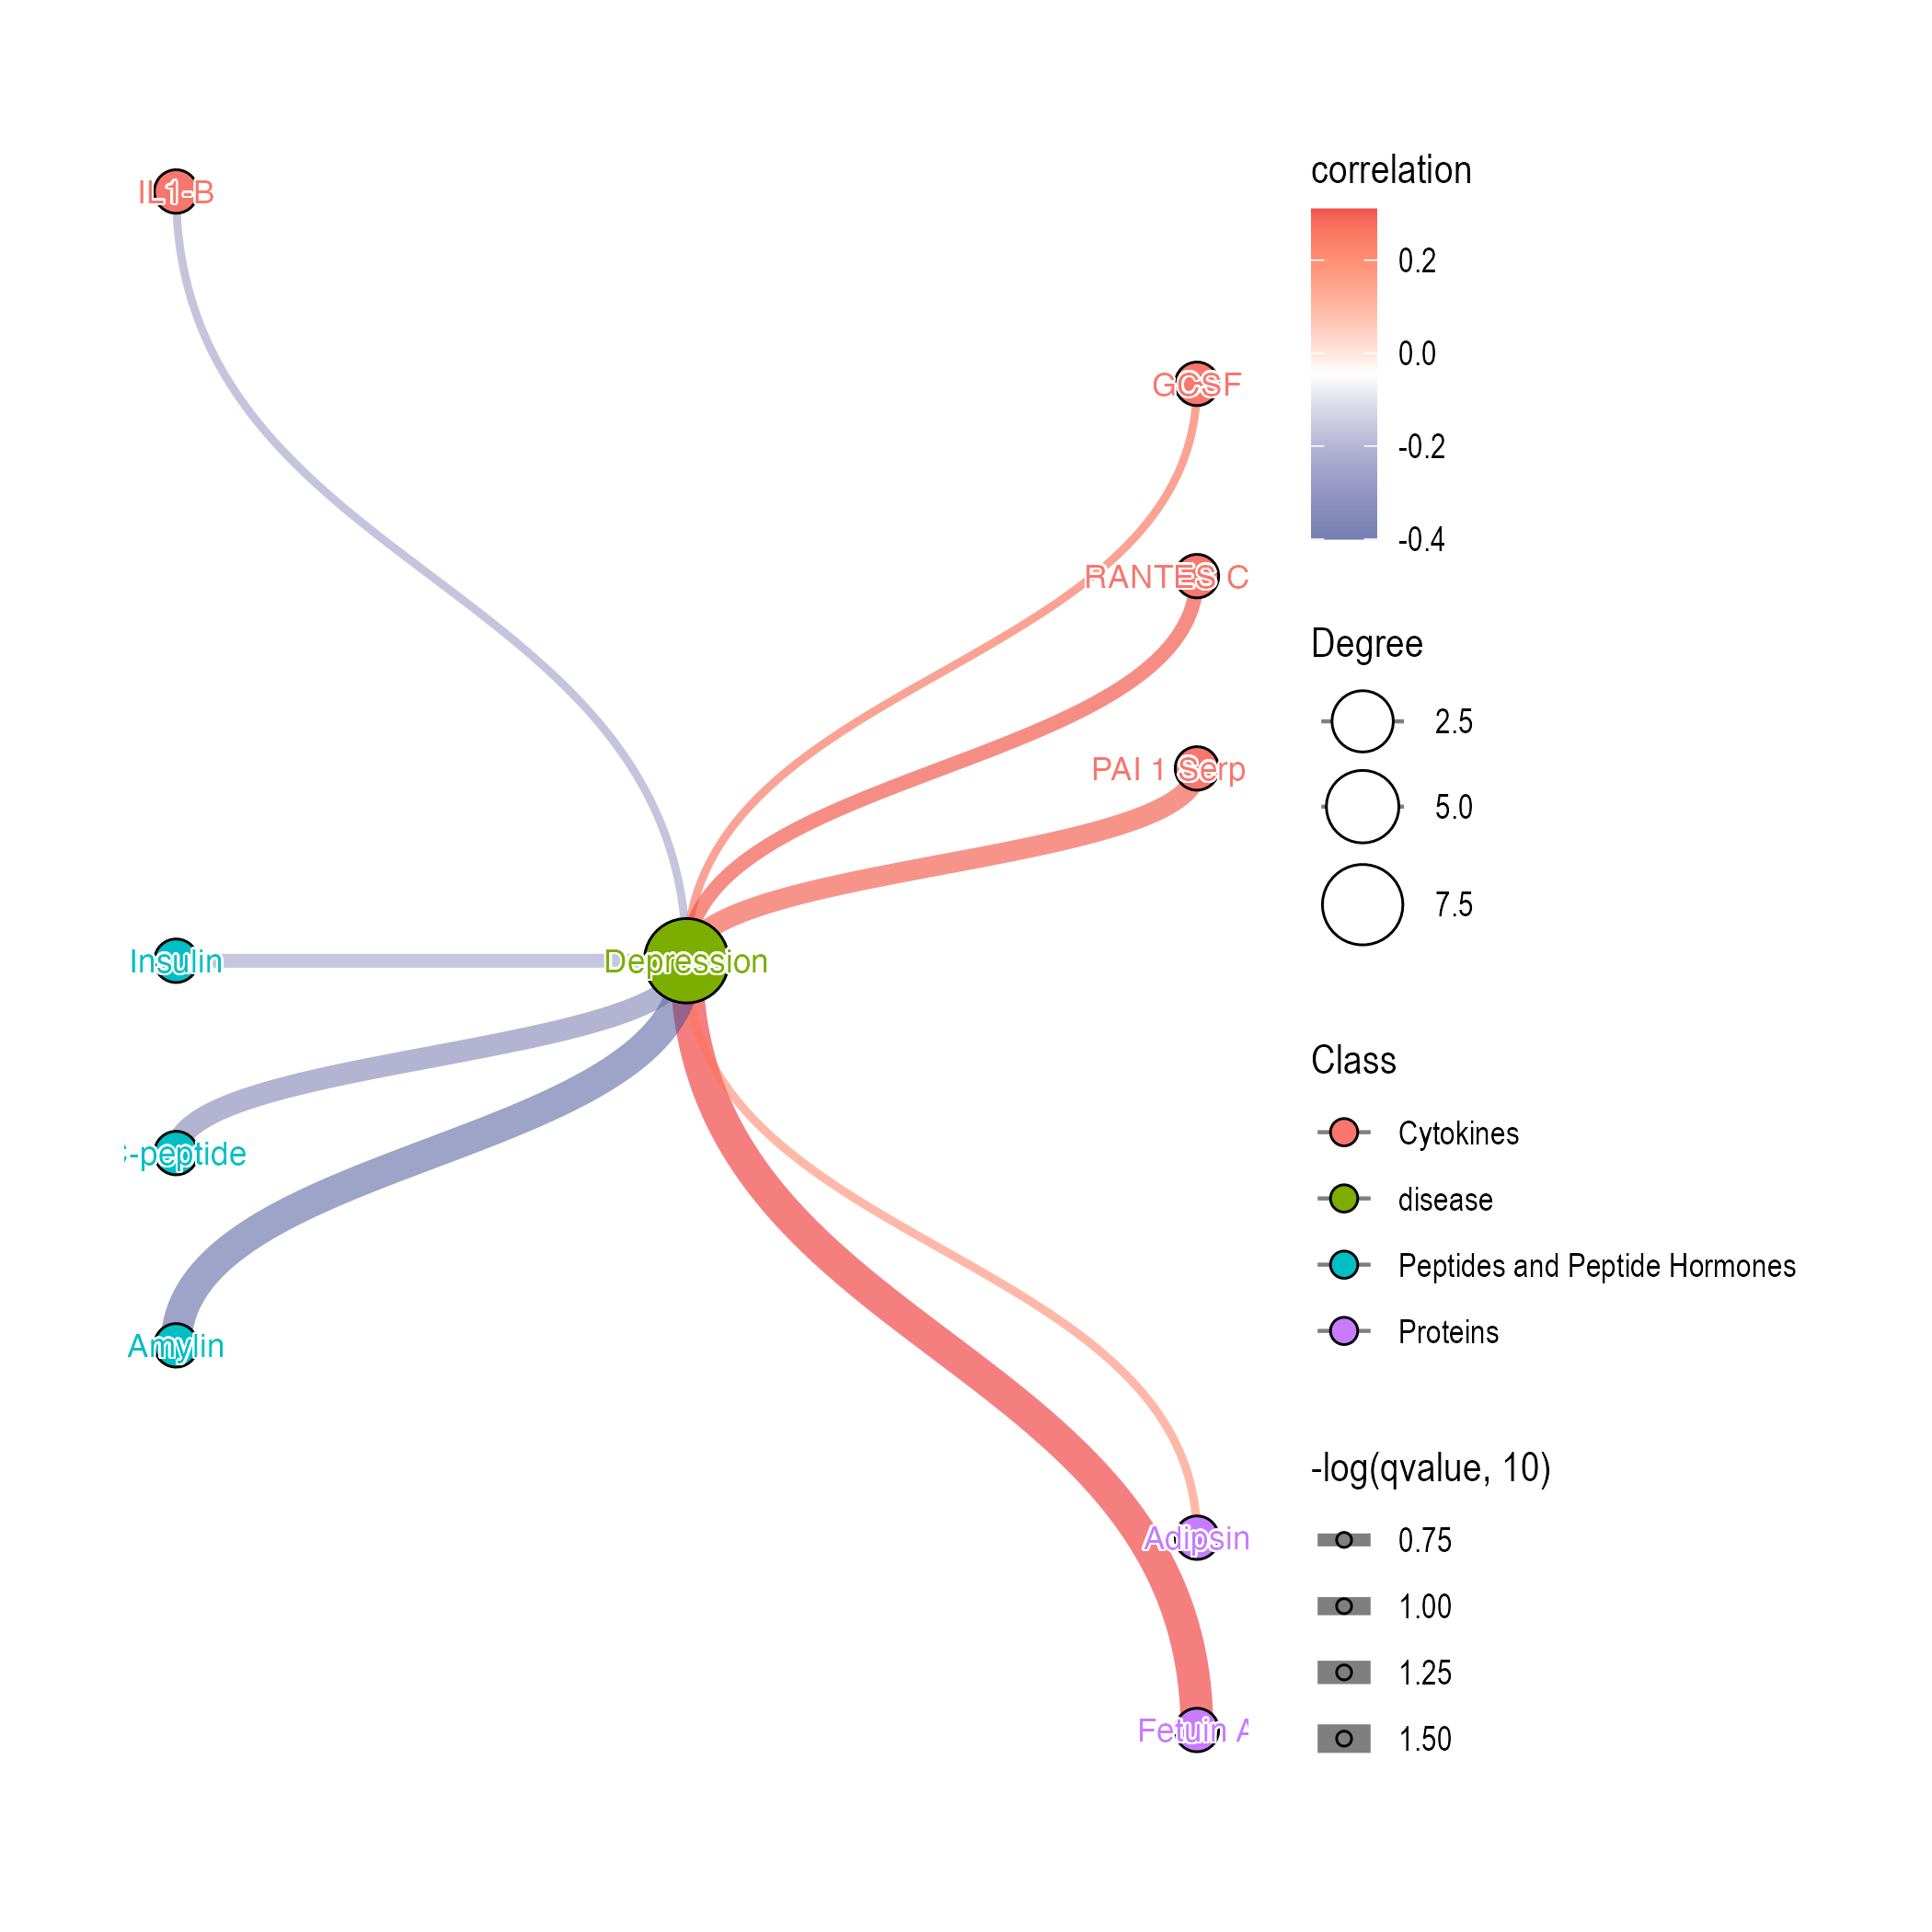 IL1-B
GCSF
RANTES C
PAI 1 Serp
Insulin
Depression
-peptide
Amylin
Adipsin
Fetuin A
correlation
0.2
0.0
-0.2
-0.4
Degree
2.5
5.0
7.5
Class
Cytokines
disease
Peptides and Peptide Hormones
Proteins
-log(qvalue, 10)
0.75
1.00
1.25
1.50